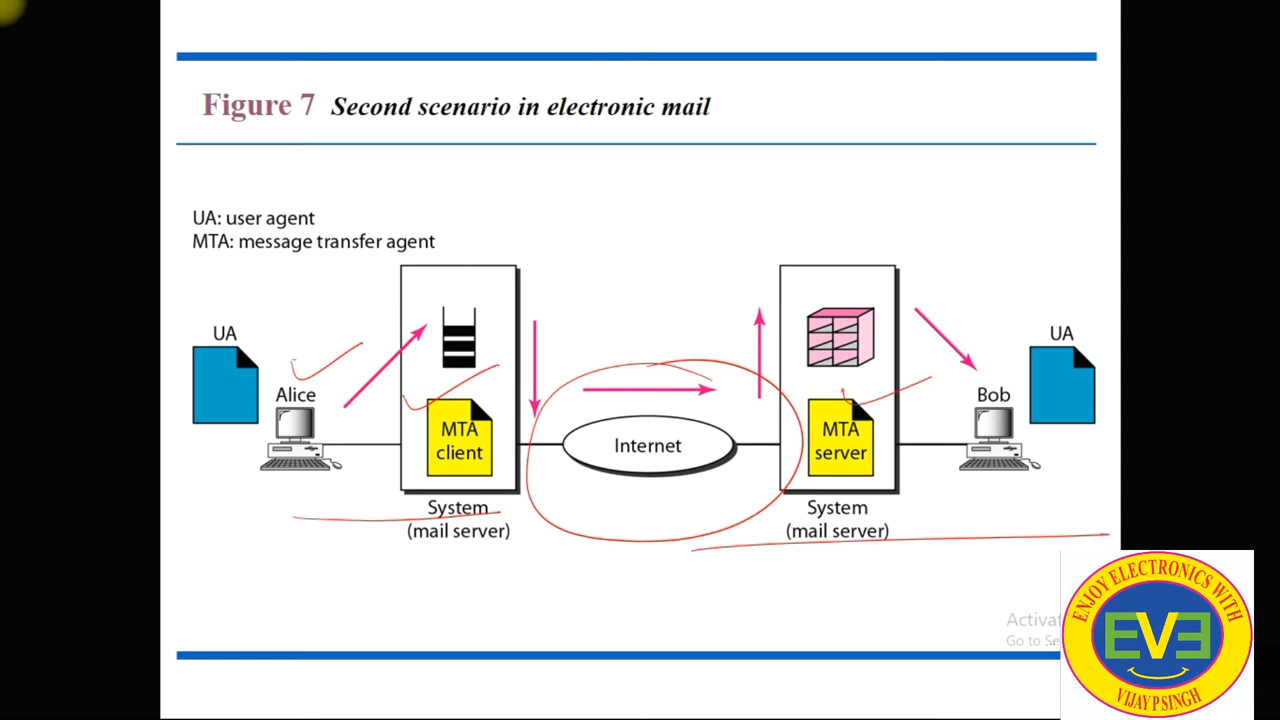 Figure 7 Second scenario in electronic mail
UA: user agent
MTA: message transfer agent
UA
Alice
MTA
client
System
(mail server)
Internet
MTA
server
System
(mail server)
Bob
UA
ENJOY ELECTRONICS WITH
EVE
VIJAY P SINGH